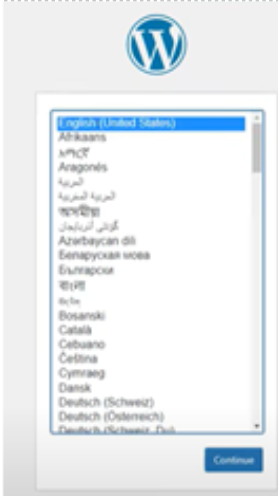 English (United States)
Afrikaans
አማርኛ
Aragonés
العربية
العربية المغربية
অসমীয়া
گؤنئی آذربایجان
Azərbaycan dili
Беларуская мова
Български
বাংলা
Bosanski
Català
Cebuano
Čeština
Cymraeg
Dansk
Deutsch (Schweiz)
Deutsch (Österreich)
Deutsch (Schweiz, Du)
Continue